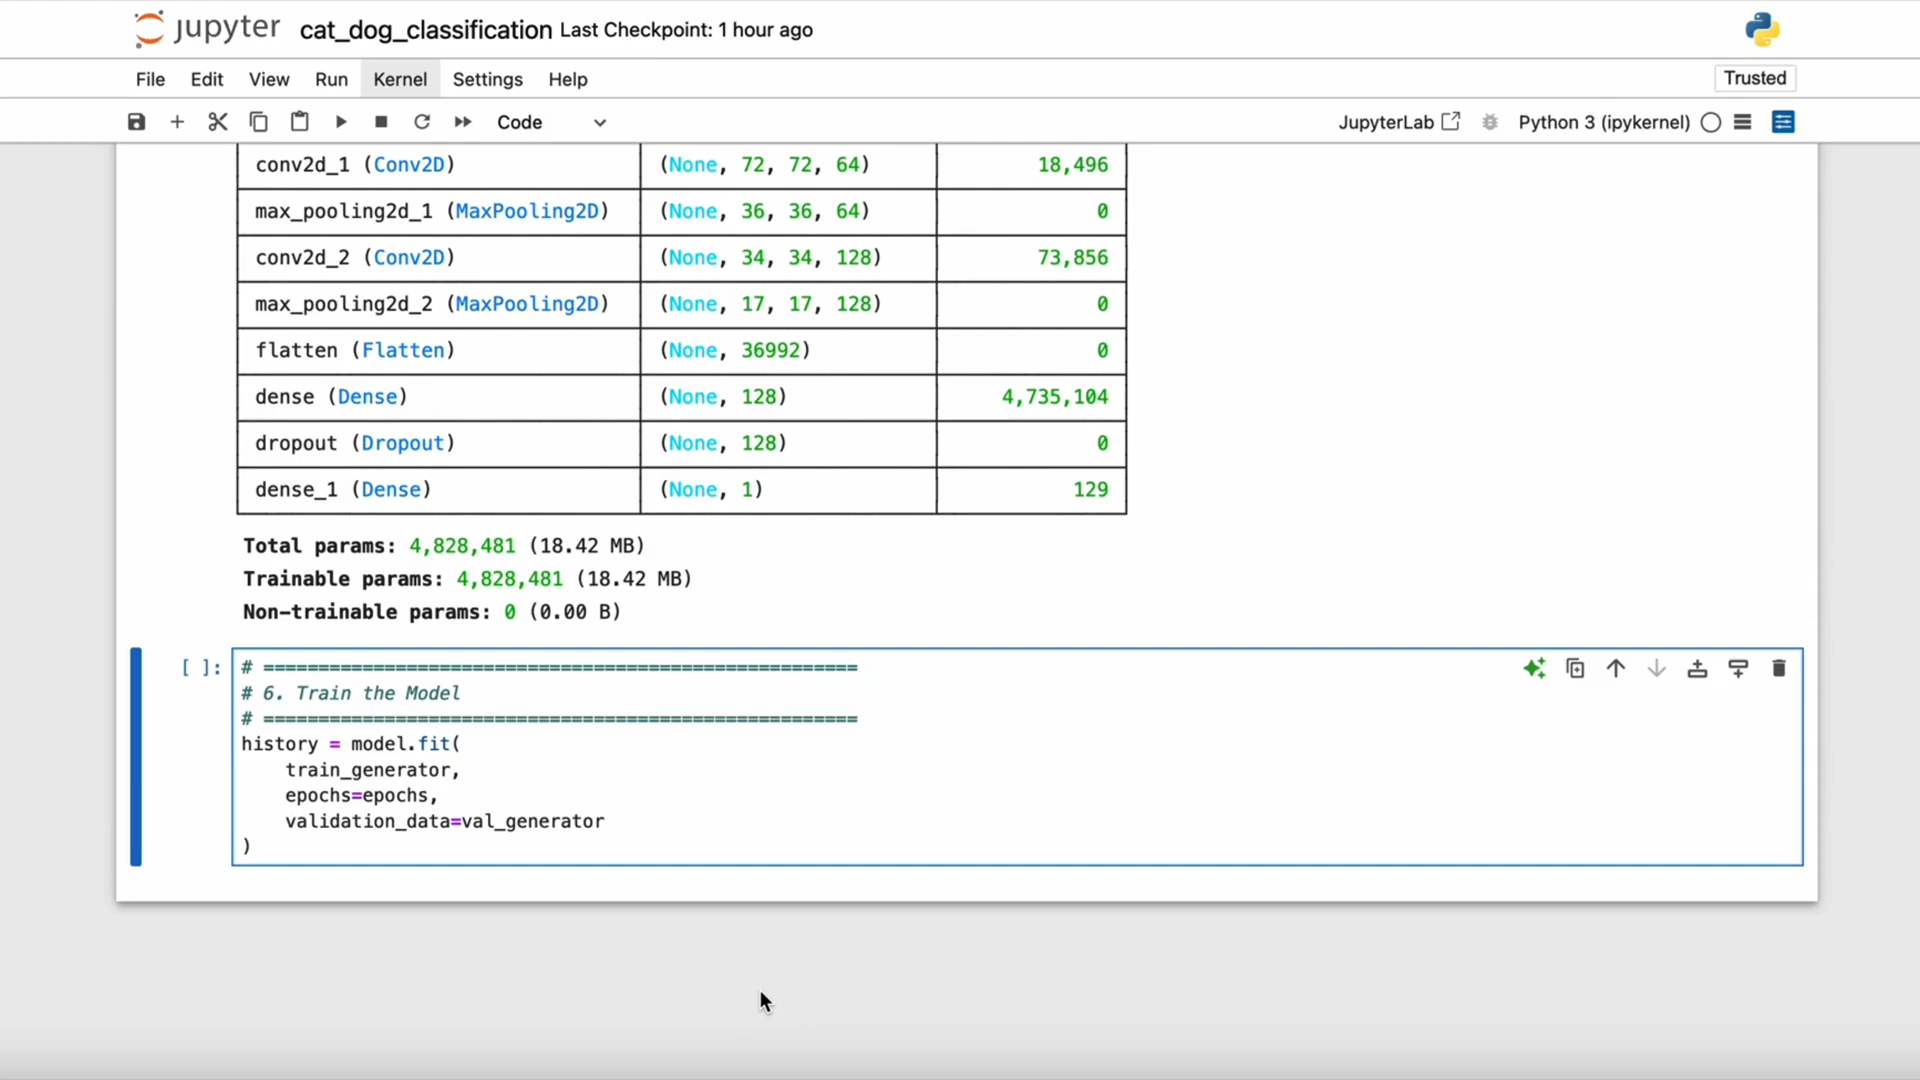 jupyter cat_dog_classification Last Checkpoint: 1 hour ago
File Edit View Run Kernel Settings Help Trusted
Code JupyterLab Python 3 (ipykernel)
conv2d_1 (Conv2D) (None, 72, 72, 64) 18,496
max_pooling2d_1 (MaxPooling2D) (None, 36, 36, 64) 0
conv2d_2 (Conv2D) (None, 34, 34, 128) 73,856
max_pooling2d_2 (MaxPooling2D) (None, 17, 17, 128) 0
flatten (Flatten) (None, 36992) 0
dense (Dense) (None, 128) 4,735,104
dropout (Dropout) (None, 128) 0
dense_1 (Dense) (None, 1) 129
Total params: 4,828,481 (18.42 MB)
Trainable params: 4,828,481 (18.42 MB)
Non-trainable params: 0 (0.00 B)
[ ]: # ======================================================
# 6. Train the Model
# ======================================================
history = model.fit(
    train_generator,
    epochs=epochs,
    validation_data=val_generator
)